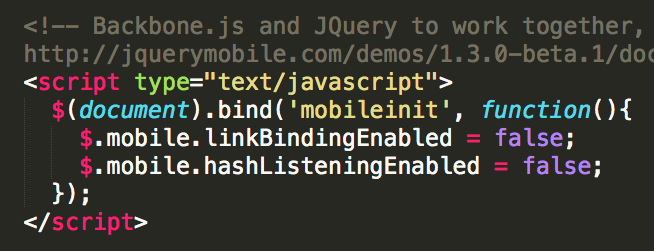 <!-- Backbone.js and JQuery to work together,
http://jquerymobile.com/demos/1.3.0-beta.1/doc
<script type="text/javascript">
$(document).bind('mobileinit', function(){
$.mobile.linkBindingEnabled = false;
$.mobile.hashListeningEnabled = false;
});
</script>